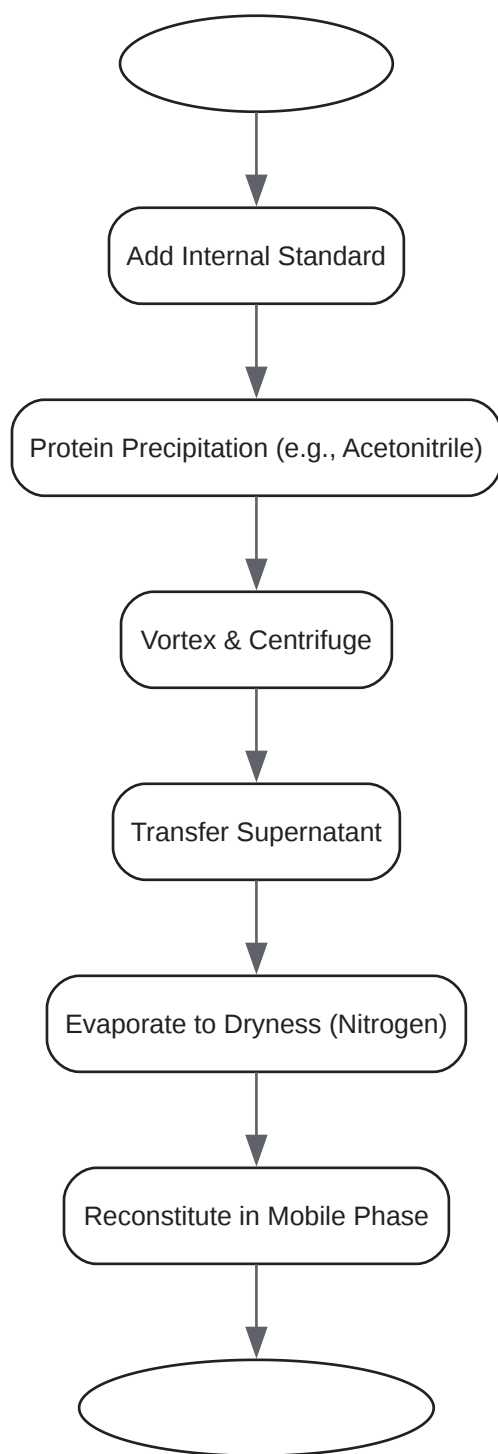 Add Internal Standard
Protein Precipitation (e.g., Acetonitrile)
Vortex & Centrifuge
Transfer Supernatant
Evaporate to Dryness (Nitrogen)
Reconstitute in Mobile Phase